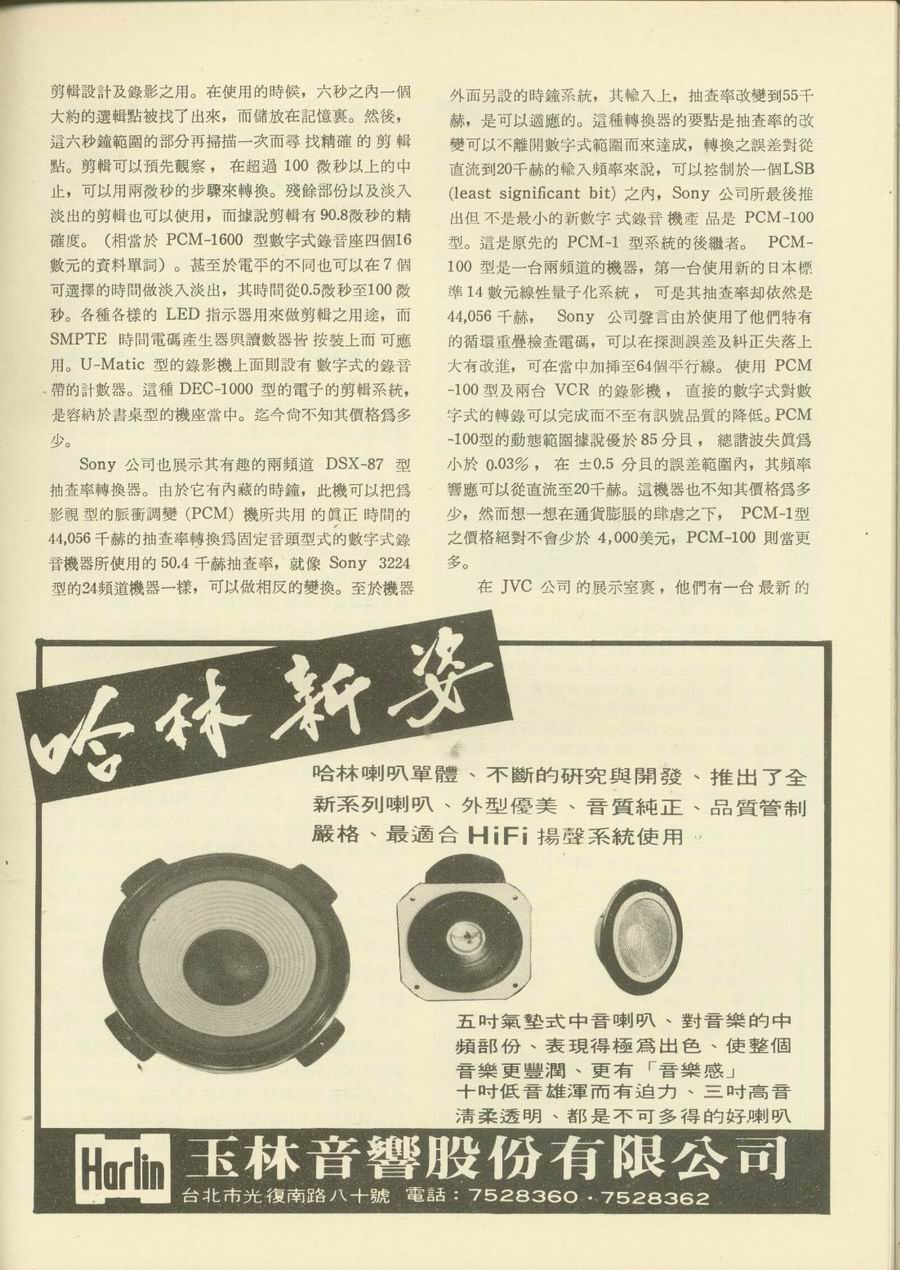 剪輯設計及錄影之用。在使用的時候，六秒之內一個
大約的選輯點被找了出來，而儲放在記憶裏。然後，
這六秒鐘範圍的部分再掃描一次而尋找精確的剪輯
點。剪輯可以預先觀察，在超過 100 微秒以上的中
止，可以用兩微秒的步驟來轉換。殘餘部份以及淡入
淡出的剪輯也可以使用，而據說剪輯有90.8微秒的精
確度。（相當於 PCM-1600 型數字式錄音座四個16
數元的資料單詞）。甚至於電平的不同也可以在7個
可選擇的時間做淡入淡出，其時間從0.5微秒至100微
秒。各種各樣的 LED 指示器用來做剪輯之用途，而
SMPTE 時間電碼產生器與讀數器皆按裝上而可應
用。U-Matic 型的錄影機上面則設有數字式的錄音
帶的計數器。這種 DEC-1000 型的電子的剪輯系統，
是容納於書桌型的機座當中。迄今尙不知其價格爲多
少。
Sony 公司也展示其有趣的兩頻道 DSX-87 型
抽查率轉換器。由於它有內藏的時鐘，此機可以把爲
影視型的脈衝調變 (PCM) 機所共用的眞正時間的
44,056千赫的抽查率轉換爲固定音頭型式的數字式錄
音機器所使用的50.4千赫抽查率，就像 Sony 3224
型的24頻道機器一樣，可以做相反的變換。至於機器
外面另設的時鐘系統，其輸入上，抽查率改變到55千
赫，是可以適應的。這種轉換器的要點是抽查率的改
變可以不離開數字式範圍而來達成，轉換之誤差對從
直流到20千赫的輸入頻率來說，可以控制於一個LSB
(least significant bit) 之內，Sony 公司所最後推
出但不是最小的新數字式錄音機產品是 PCM-100
型。這是原先的 PCM-1 型系統的後繼者。 PCM-
100 型是一台兩頻道的機器，第一台使用新的日本標
準14數元線性量子化系統，可是其抽查率却依然是
44,056千赫， Sony 公司聲言由於使用了他們特有
的循環重疊檢查電碼，可以在探測誤差及糾正失落上
大有改進，可在當中加揷至64個平行線。使用 PCM
-100型及兩台 VCR 的錄影機，直接的數字式對數
字式的轉錄可以完成而不至有訊號品質的降低。PCM
-100型的動態範圍據說優於85分貝，總諧波失眞爲
小於 0.03%，在 ±0.5 分貝的誤差範圍內，其頻率
響應可以從直流至20千赫。這機器也不知其價格爲多
少，然而想一想在通貨膨脹的肆虐之下， PCM-1型
之價格絕對不會少於 4,000美元，PCM-100 則當更
多。
在 JVC 公司的展示室裏，他們有一台最新的
哈林新姿
哈林喇叭單體、不斷的研究與開發、推出了全
新系列喇叭、外型優美、音質純正、品質管制
嚴格、最適合 HiFi 揚聲系統使用。
五吋氣墊式中音喇叭、對音樂的中
頻部份、表現得極爲出色、使整個
音樂更豐潤、更有「音樂感」
十吋低音雄渾而有迫力、三吋高音
淸柔透明、都是不可多得的好喇叭
Harlin 玉林音響股份有限公司
台北市光復南路八十號 電話：7528360・7528362